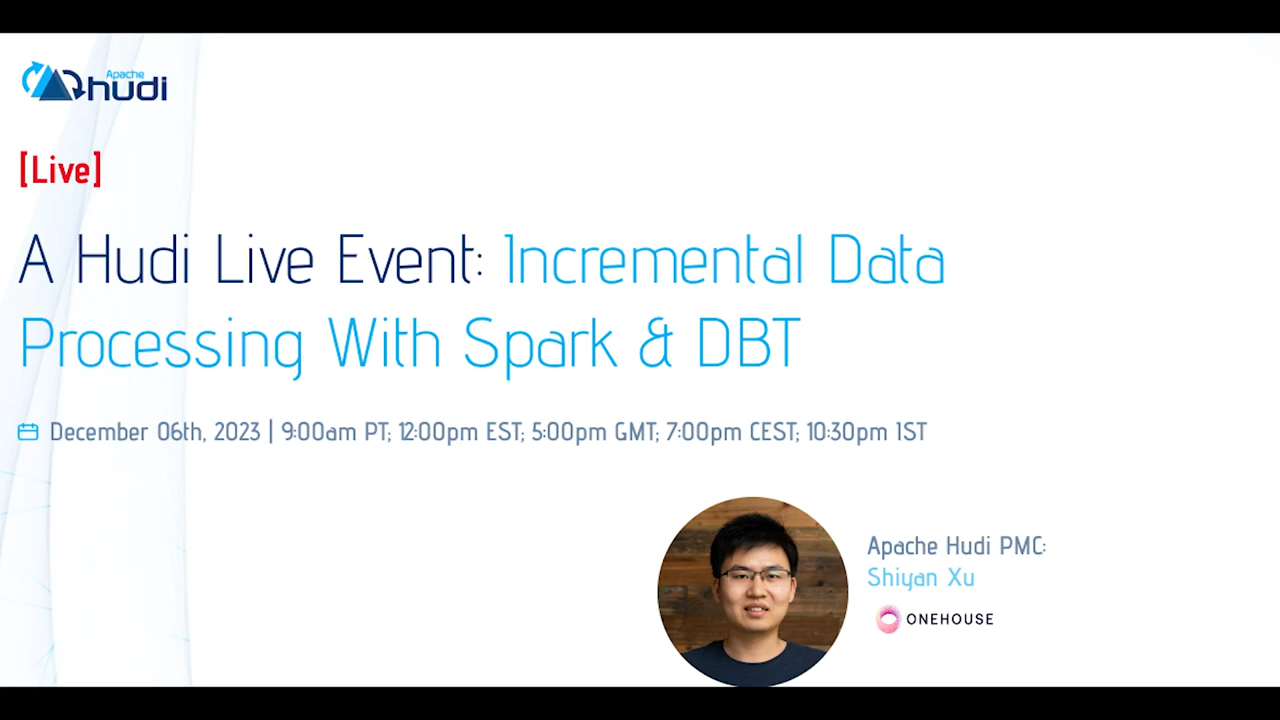 Apache
hudi
[Live]
A Hudi Live Event: Incremental Data
Processing With Spark & DBT
December 06th, 2023 | 9:00am PT; 12:00pm EST; 5:00pm GMT; 7:00pm CEST; 10:30pm IST
Apache Hudi PMC:
Shiyan Xu
ONEHOUSE